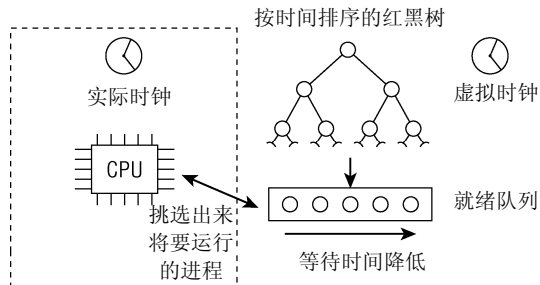 按时间排序的红黑树
实际时钟
虚拟时钟
CPU
就绪队列
挑选出来
将要运行
的进程
等待时间降低